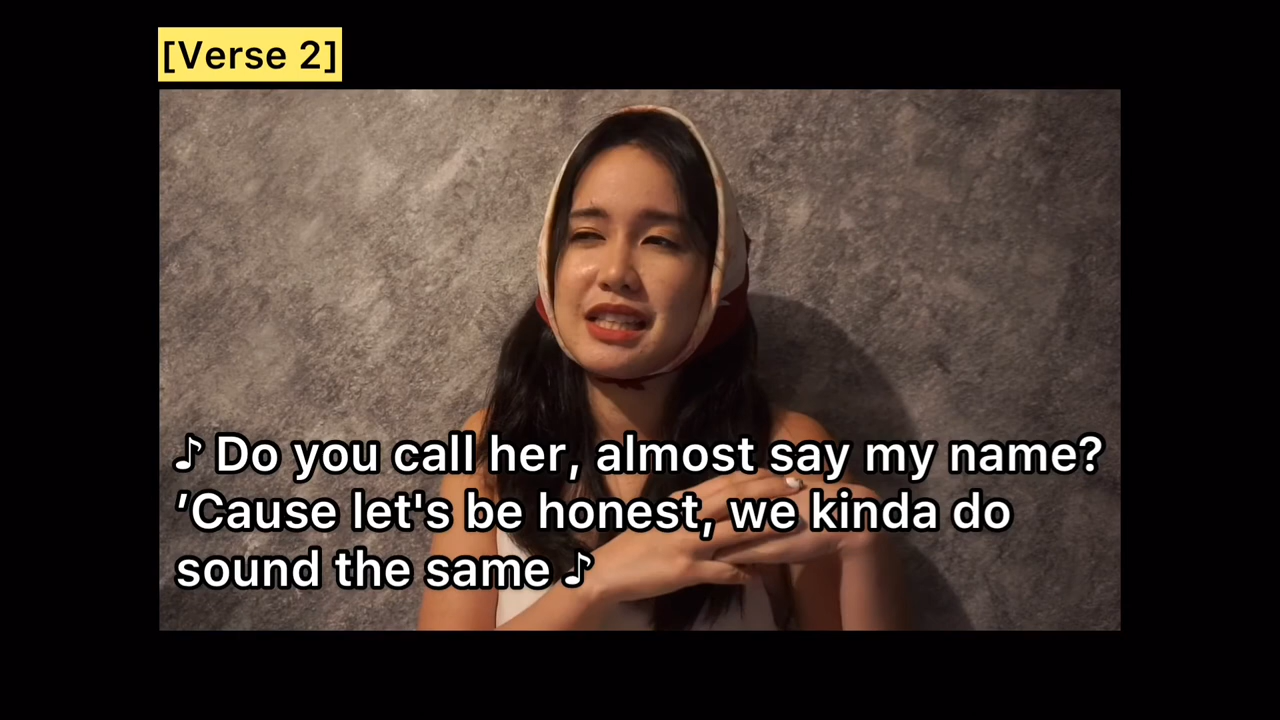 [Verse 2]
♪ Do you call her, almost say my name?
’Cause let's be honest, we kinda do
sound the same ♪